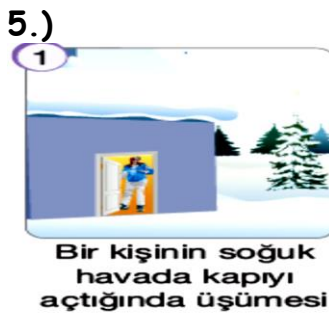 5.)
1
Bir kişinin soğuk
havada kapıyı
açtığında üşümesi